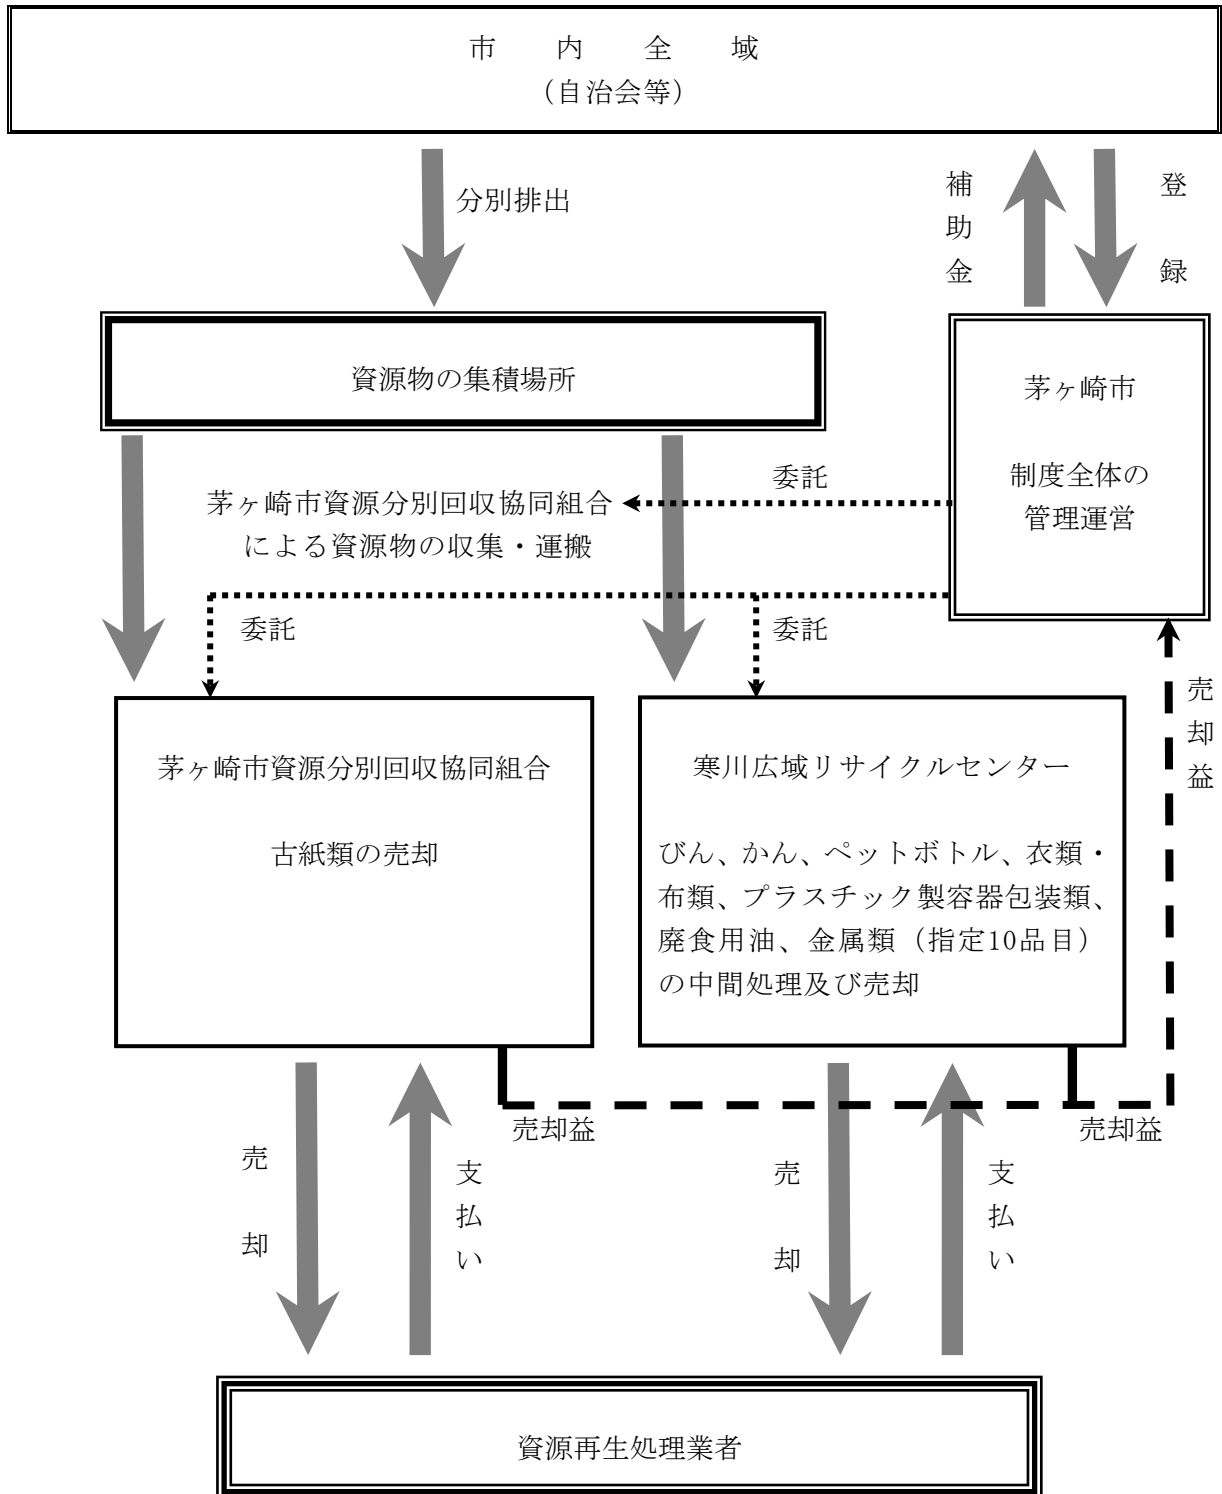 市内全域
（自治会等）
分別排出
補助金
登録
資源物の集積場所
茅ヶ崎市
制度全体の
管理運営
委託
茅ヶ崎市資源分別回収協同組合
による資源物の収集・運搬
委託
委託
売却益
茅ヶ崎市資源分別回収協同組合
古紙類の売却
寒川広域リサイクルセンター
びん、かん、ペットボトル、衣類・
布類、プラスチック製容器包装類、
廃食用油、金属類（指定10品目）
の中間処理及び売却
売却益
売却益
売却
支払い
売却
支払い
資源再生処理業者